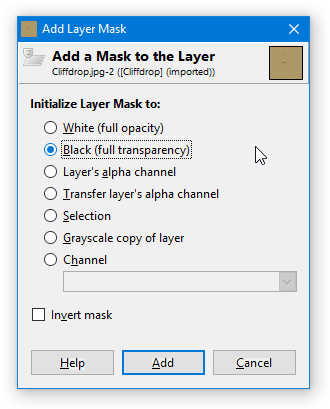 Add Layer Mask
Add a Mask to the Layer
Cliffdrop.jpg-2 ([Cliffdrop] (imported))
Initialize Layer Mask to:
White (full opacity)
Black (full transparency)
Layer's alpha channel
Transfer layer's alpha channel
Selection
Grayscale copy of layer
Channel
Invert mask
Help Add Cancel